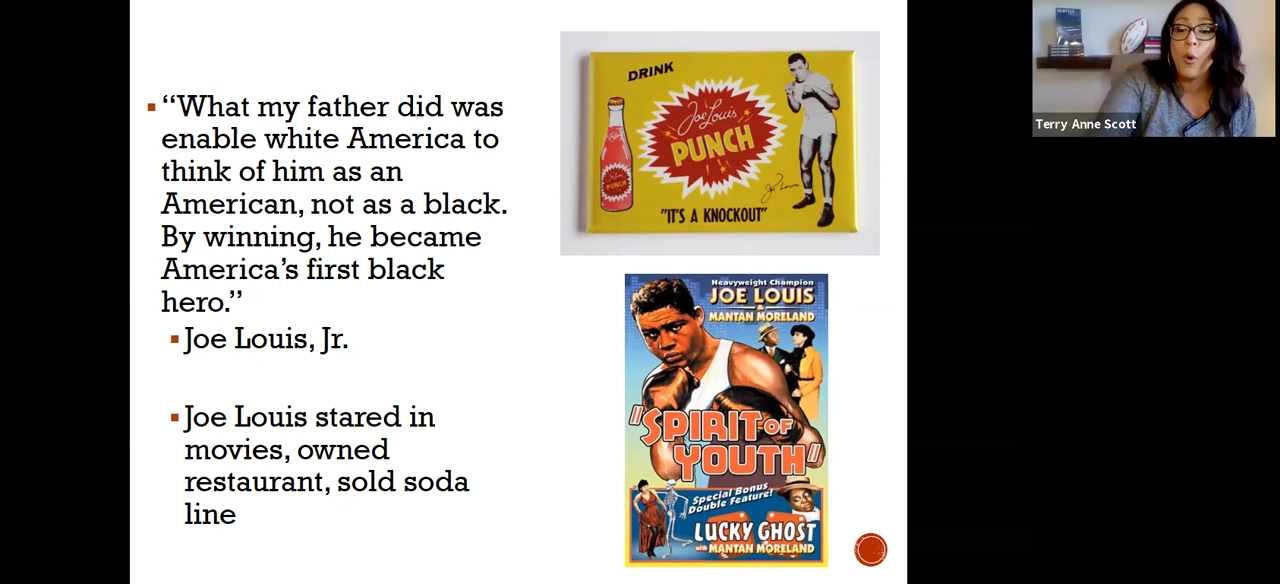 “What my father did was
enable white America to
think of him as an
American, not as a black.
By winning, he became
America’s first black
hero.”
Joe Louis, Jr.
Joe Louis stared in
movies, owned
restaurant, sold soda
line
DRINK
Joe Louis
PUNCH
PUNCH
Joe Louis
"IT'S A KNOCKOUT"
Heavyweight Champion
JOE LOUIS
&
MANTAN MORELAND
"SPIRIT OF
YOUTH"
Special Bonus
Double Feature!
LUCKY GHOST
with MANTAN MORELAND
Terry Anne Scott